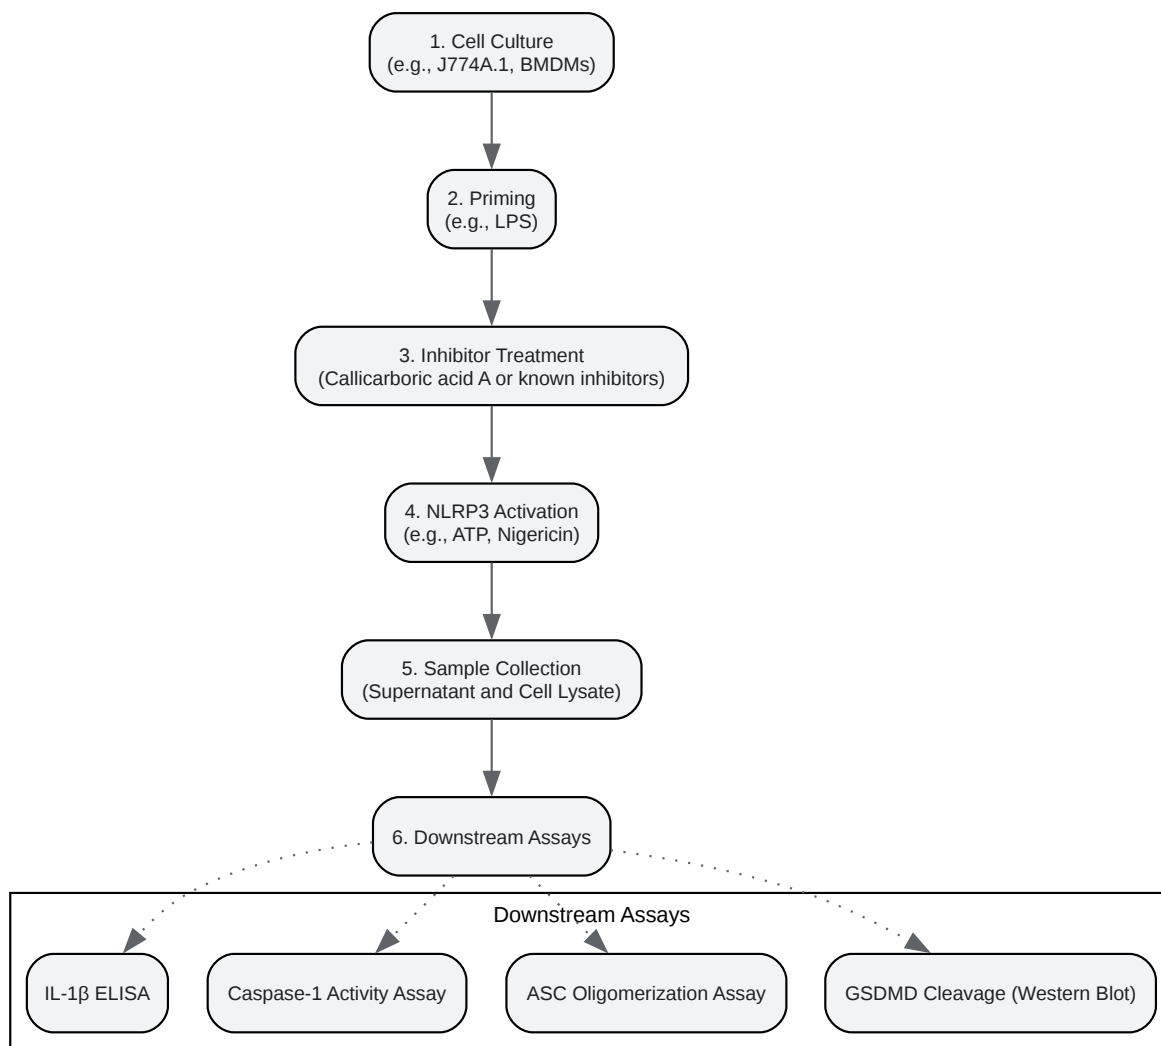 1. Cell Culture
(e.g., J774A.1, BMDMs)
2. Priming
(e.g., LPS)
3. Inhibitor Treatment
(Callicarboric acid A or known inhibitors)
4. NLRP3 Activation
(e.g., ATP, Nigericin)
5. Sample Collection
(Supernatant and Cell Lysate)
6. Downstream Assays
Downstream Assays
IL-1β ELISA
Caspase-1 Activity Assay
ASC Oligomerization Assay
GSDMD Cleavage (Western Blot)